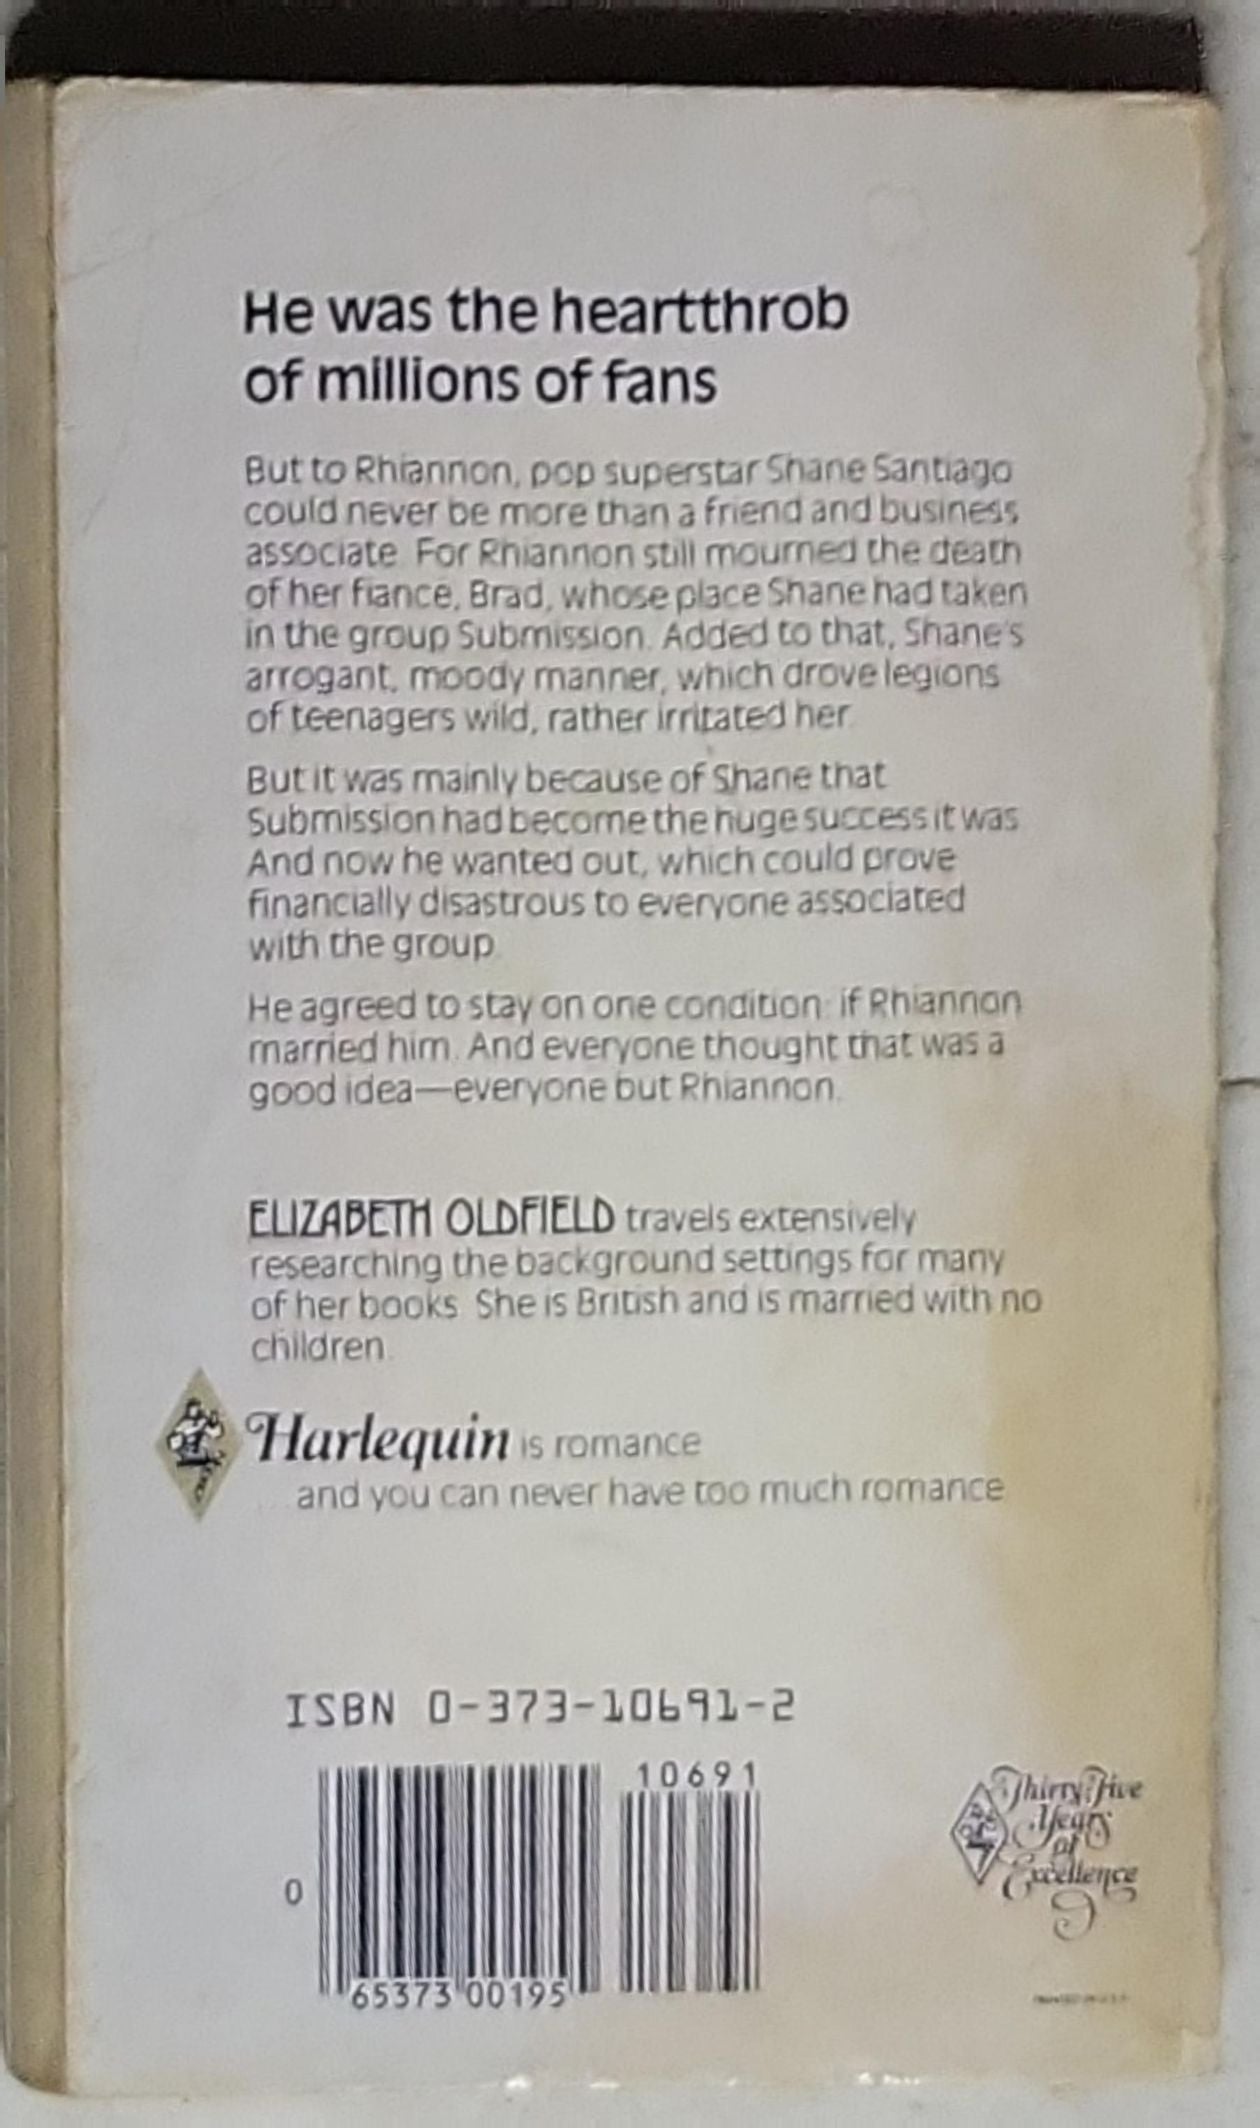 He was the heartthrob
of millions of fans
But to Rhiannon, pop superstar Shane Santiago
could never be more than a friend and business
associate. For Rhiannon still mourned the death
of her fiance, Brad, whose place Shane had taken
in the group Submission. Added to that, Shane's
arrogant, moody manner, which drove legions
of teenagers wild, rather irritated her.
But it was mainly because of Shane that
Submission had become the huge success it was.
And now he wanted out, which could prove
financially disastrous to everyone associated
with the group.
He agreed to stay on one condition: if Rhiannon
married him. And everyone thought that was a
good idea—everyone but Rhiannon.
ELIZABETH OLDFIELD travels extensively
researching the background settings for many
of her books. She is British and is married with no
children.
Harlequin is romance
... and you can never have too much romance
ISBN 0-373-10691-2
10691
0
65373 00195
Thirty Five
Years
of
Excellence
PRINTED IN U.S.A.